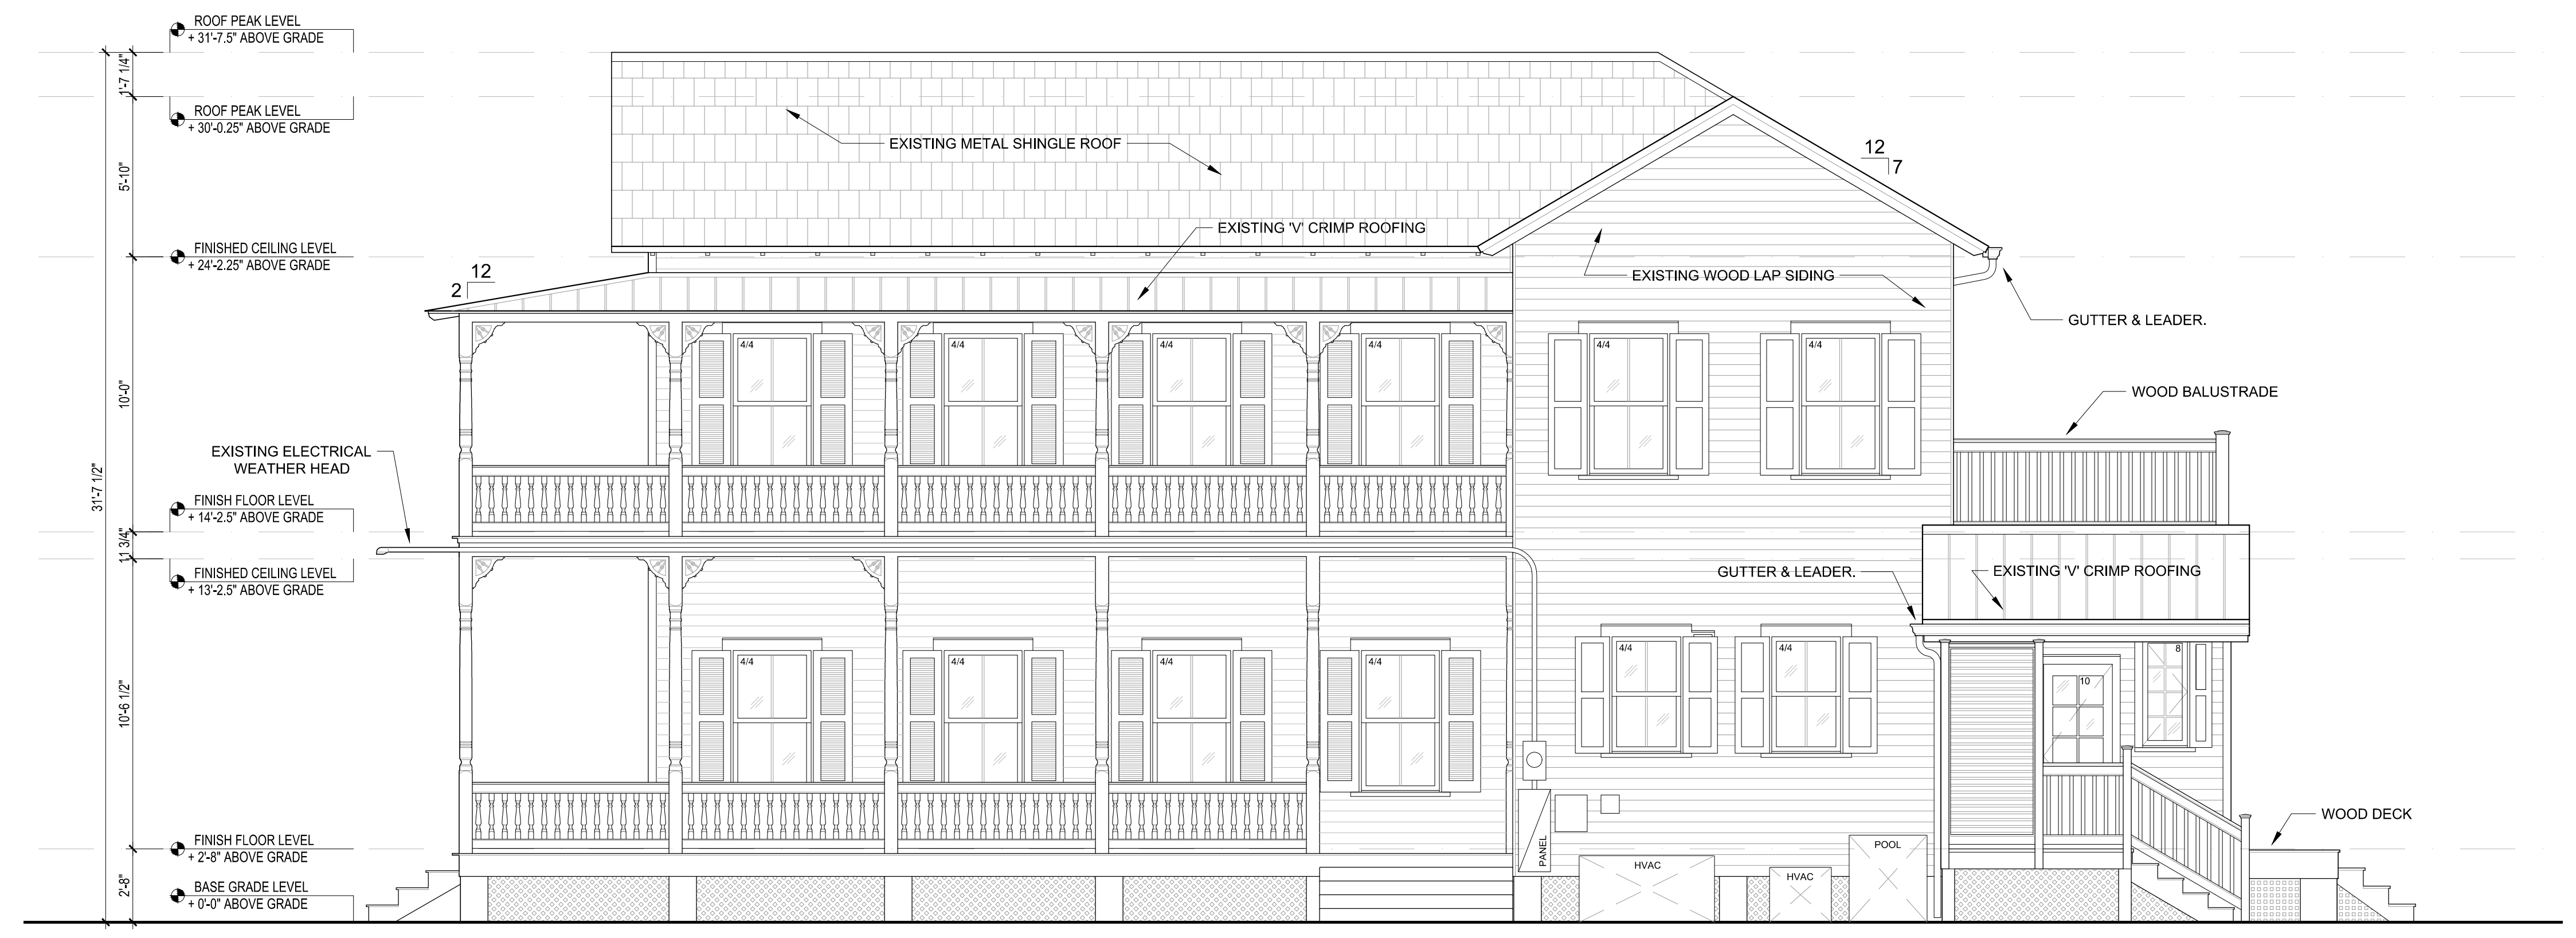 ROOF PEAK LEVEL
+ 31'-7.5" ABOVE GRADE
1'-7 1/4"
ROOF PEAK LEVEL
+ 30'-0.25" ABOVE GRADE
EXISTING METAL SHINGLE ROOF
12
7
5'-10"
EXISTING 'V' CRIMP ROOFING
FINISHED CEILING LEVEL
+ 24'-2.25" ABOVE GRADE
12
2
EXISTING WOOD LAP SIDING
GUTTER & LEADER.
4/4
4/4
4/4
4/4
4/4
4/4
10'-0"
WOOD BALUSTRADE
EXISTING ELECTRICAL
WEATHER HEAD
31'-7 1/2"
FINISH FLOOR LEVEL
+ 14'-2.5" ABOVE GRADE
11 3/4"
FINISHED CEILING LEVEL
+ 13'-2.5" ABOVE GRADE
GUTTER & LEADER.
EXISTING 'V' CRIMP ROOFING
4/4
4/4
4/4
4/4
4/4
4/4
8
10
10'-6 1/2"
WOOD DECK
FINISH FLOOR LEVEL
+ 2'-8" ABOVE GRADE
PANEL
POOL
HVAC
HVAC
2'-8"
BASE GRADE LEVEL
+ 0'-0" ABOVE GRADE